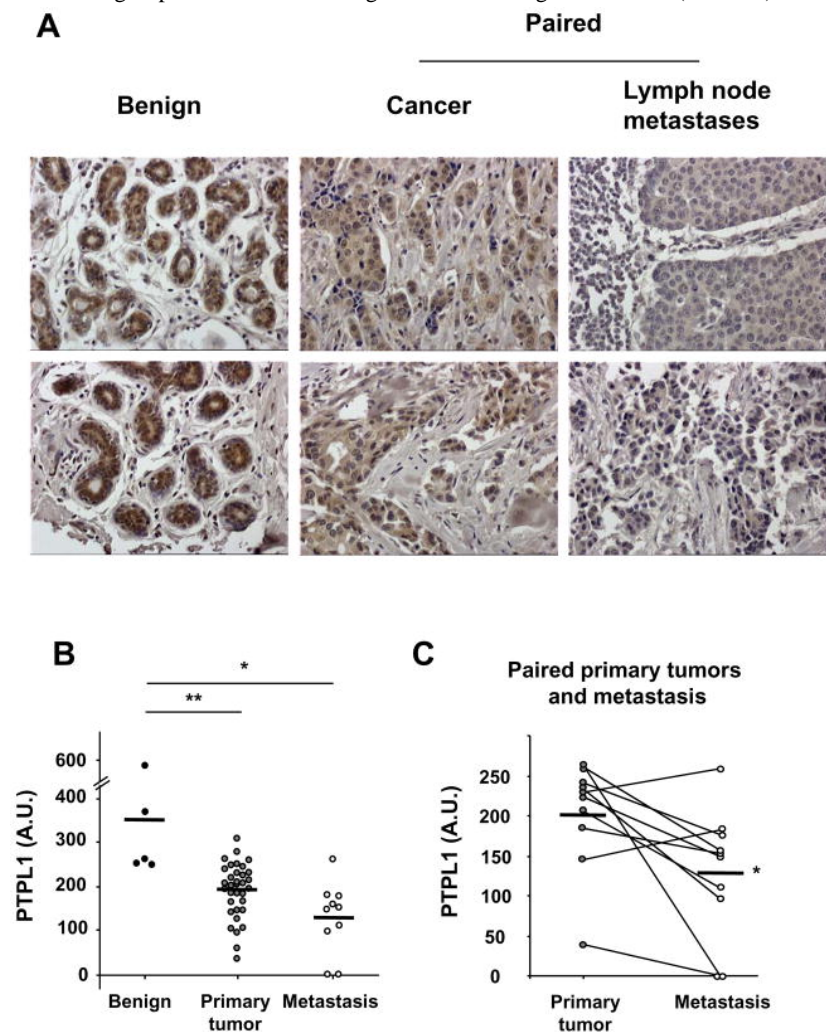 A
Paired
Benign
Cancer
Lymph node
metastases
B
*
**
PTPL1 (A.U.)
600
400
300
200
100
0
Benign
Primary
tumor
Metastasis
C
Paired primary tumors
and metastasis
PTPL1 (A.U.)
250
200
150
100
50
0
*
Primary
tumor
Metastasis